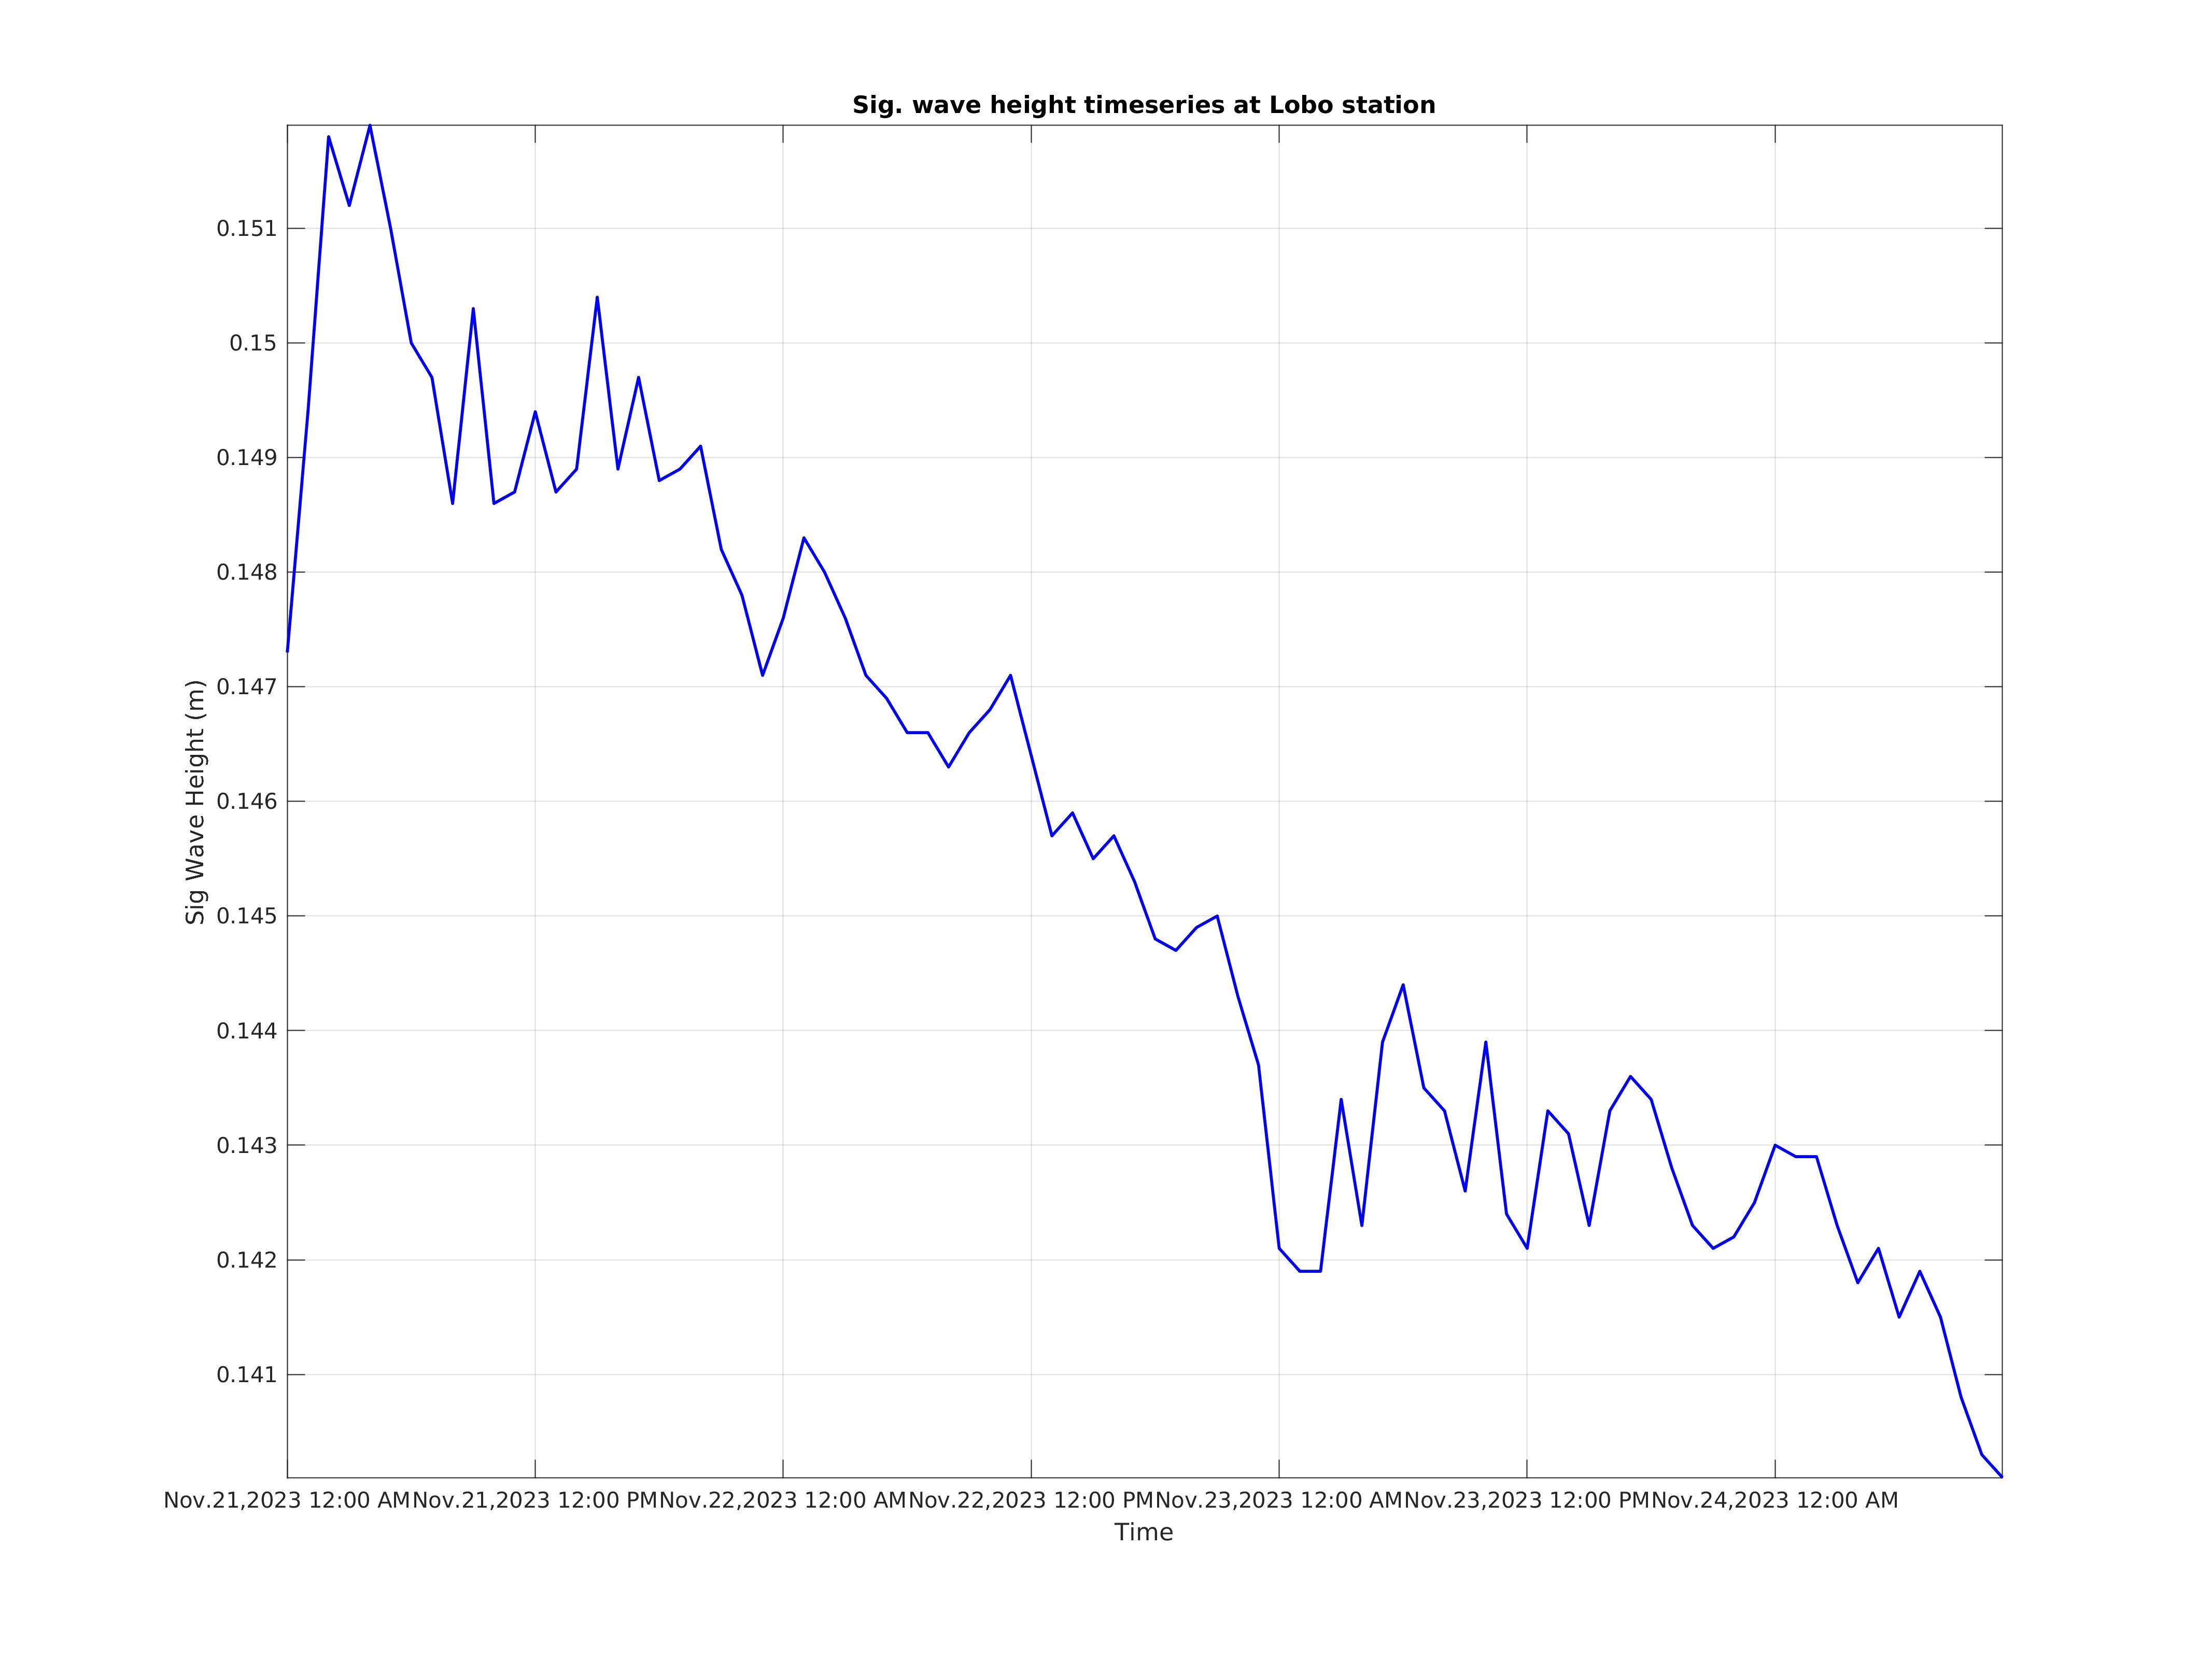 Sig. wave height timeseries at Lobo station
Sig Wave Height (m)
0.151
0.15
0.149
0.148
0.147
0.146
0.145
0.144
0.143
0.142
0.141
Nov.21,2023 12:00 AM Nov.21,2023 12:00 PM Nov.22,2023 12:00 AM Nov.22,2023 12:00 PM Nov.23,2023 12:00 AM Nov.23,2023 12:00 PM Nov.24,2023 12:00 AM
Time